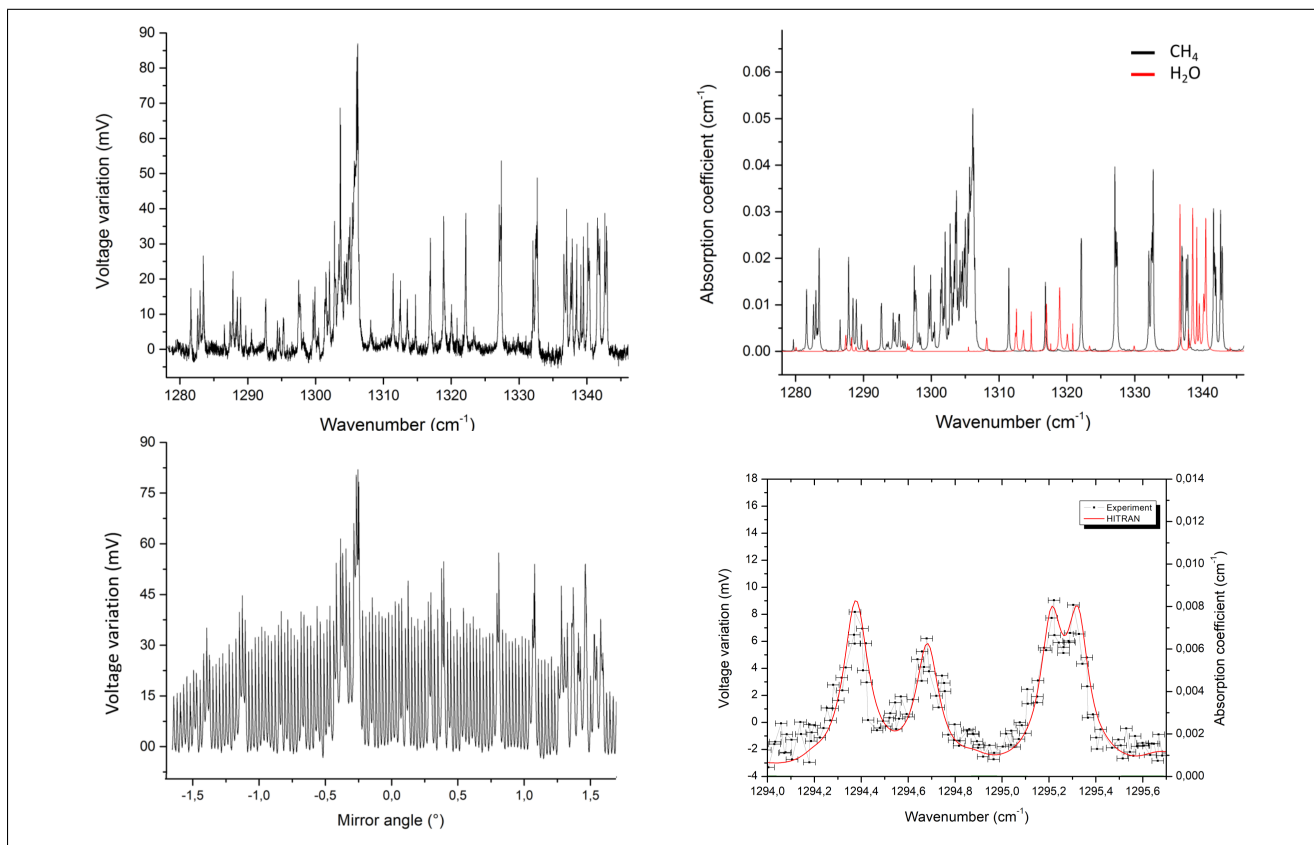 90
80
70
60
50
40
30
20
10
0
Voltage variation (mV)
1280 1290 1300 1310 1320 1330 1340
Wavenumber (cm-1)
CH4
H2O
0.06
0.05
0.04
0.03
0.02
0.01
0.00
Absorption coefficient (cm-1)
1280 1290 1300 1310 1320 1330 1340
Wavenumber (cm-1)
90
75
60
45
30
15
00
Voltage variation (mV)
-1,5 -1,0 -0,5 0,0 0,5 1,0 1,5
Mirror angle (°)
18
16
14
12
10
8
6
4
2
0
-2
-4
Voltage variation (mV)
Experiment
HITRAN
0,014
0,012
0,010
0,008
0,006
0,004
0,002
0,000
Absorption coefficient (cm-1)
1294,0 1294,2 1294,4 1294,6 1294,8 1295,0 1295,2 1295,4 1295,6
Wavenumber (cm-1)